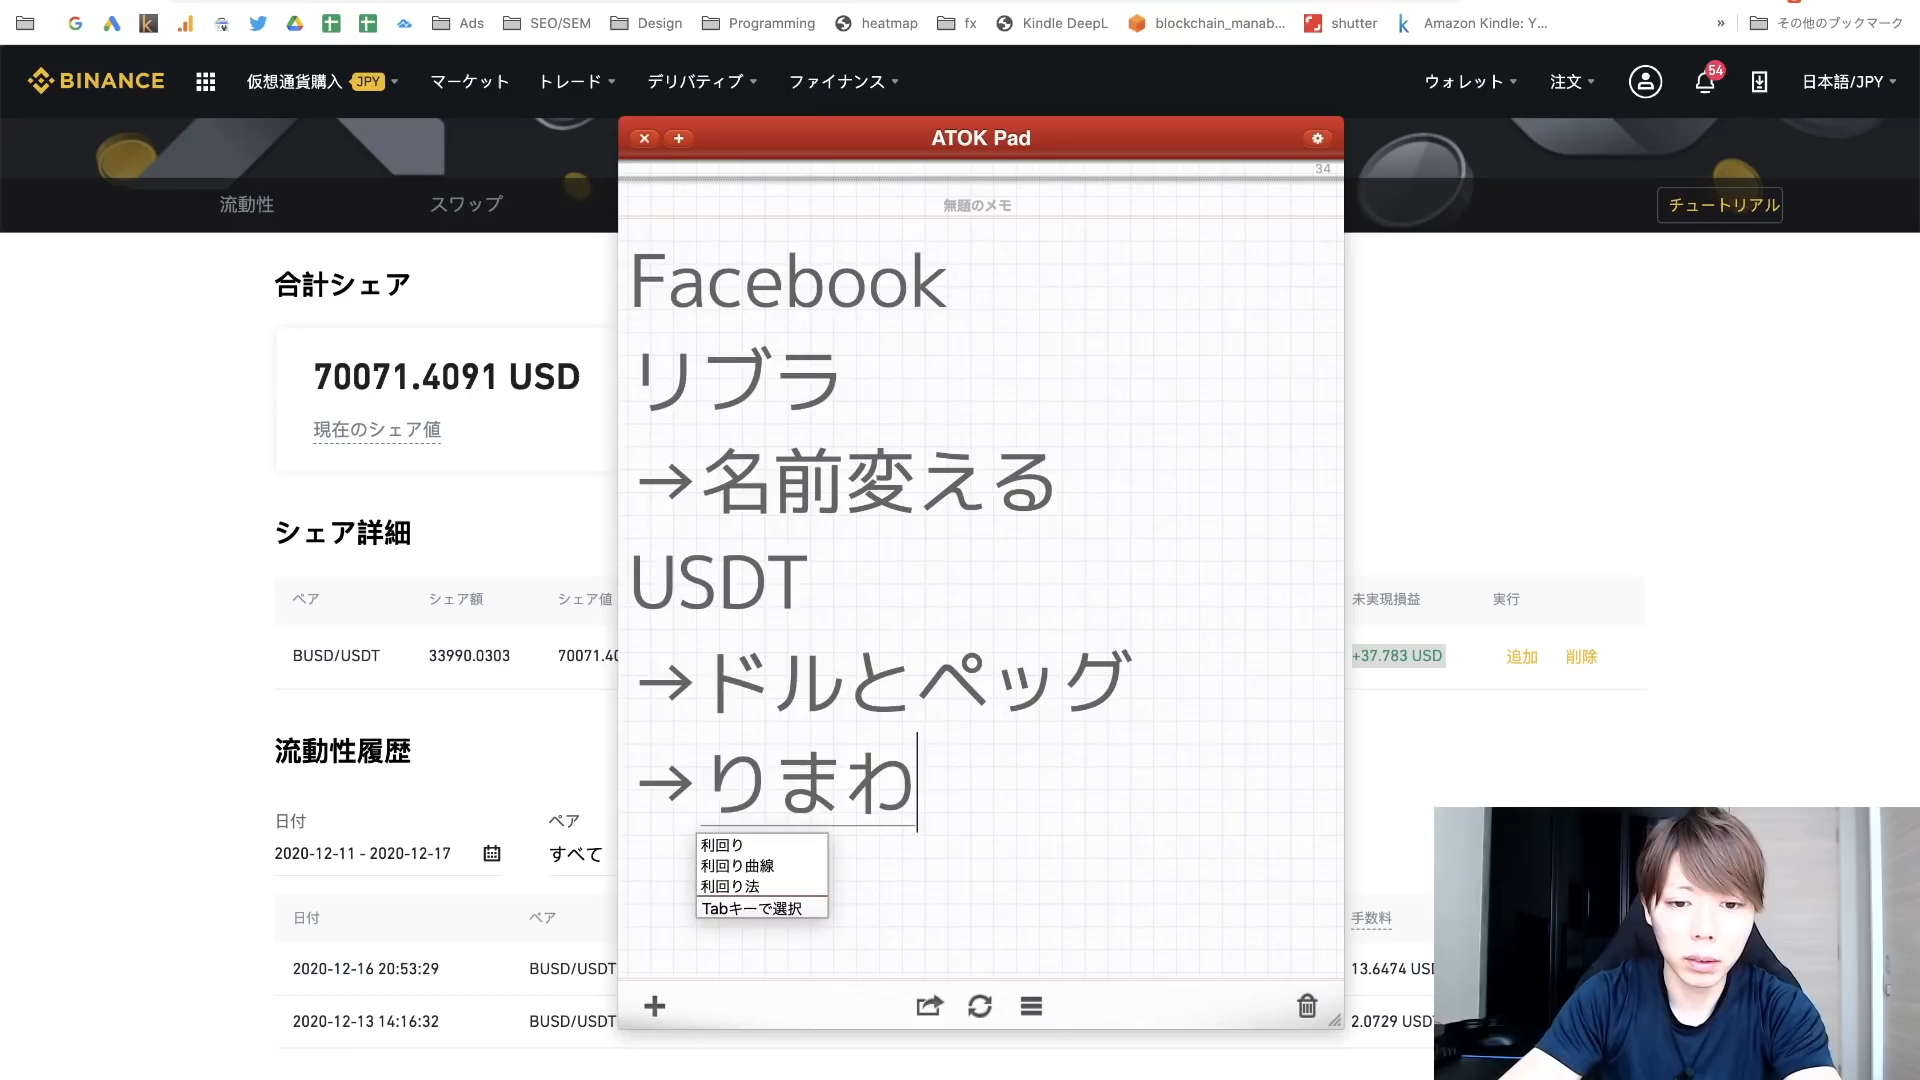 Ads
SEO/SEM
Design
Programming
heatmap
fx
Kindle DeepL
blockchain_manab...
shutter
Amazon Kindle: Y...
»
その他のブックマーク
BINANCE
仮想通貨購入 JPY
マーケット
トレード
デリバティブ
ファイナンス
ウォレット
注文
54
日本語/JPY
ATOK Pad
34
流動性
スワップ
無題のメモ
チュートリアル
合計シェア
70071.4091 USD
現在のシェア値
Facebook
リブラ
→名前変える
USDT
→ドルとペッグ
→りまわ
利回り
利回り曲線
利回り法
Tabキーで選択
シェア詳細
ペア シェア額 シェア値 未実現損益 実行
BUSD/USDT 33990.0303 70071.40 +37.783 USD 追加 削除
流動性履歴
日付 ペア
2020-12-11 - 2020-12-17 すべて
日付 ペア 手数料
2020-12-16 20:53:29 BUSD/USDT 13.6474 USD
2020-12-13 14:16:32 BUSD/USDT 2.0729 USD